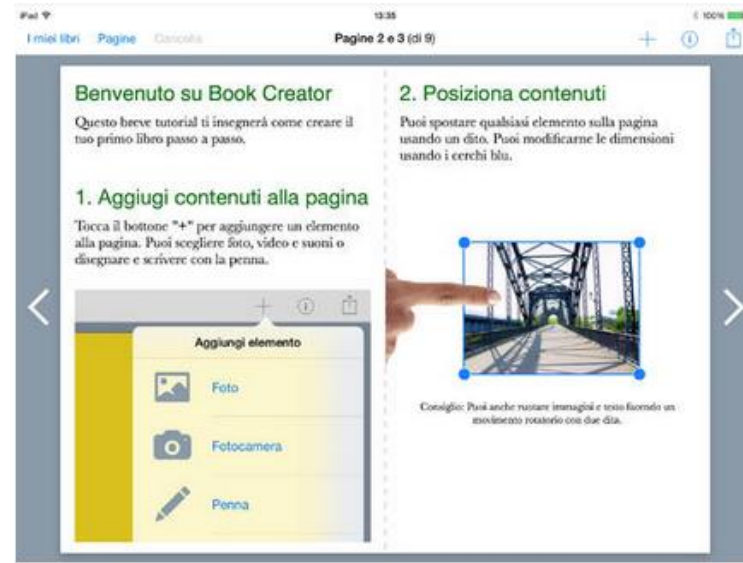 iPad
13:35
100%
I miei libri Pagine Cancella
Pagine 2 e 3 (di 9)
Benvenuto su Book Creator
Questo breve tutorial ti insegnerà come creare il
tuo primo libro passo a passo.
1. Aggiugi contenuti alla pagina
Tocca il bottone "+" per aggiungere un elemento
alla pagina. Puoi scegliere foto, video e suoni o
disegnare e scrivere con la penna.
Aggiungi elemento
Foto
Fotocamera
Penna
2. Posiziona contenuti
Puoi spostare qualsiasi elemento sulla pagina
usando un dito. Puoi modificarne le dimensioni
usando i cerchi blu.
Consiglio: Puoi anche ruotare immagini e testo facendo un
movimento rotatorio con due dita.